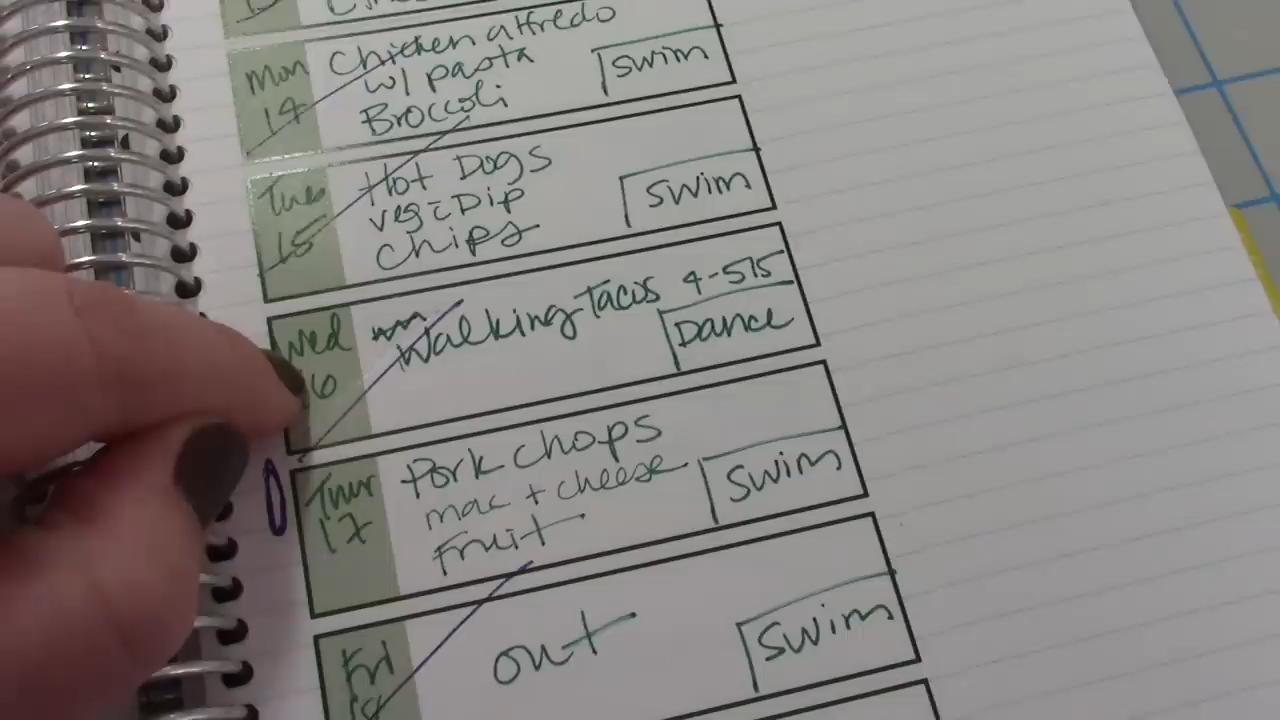 Mon
14
Chicken alfredo
w/ pasta
Broccoli
Swim
Tues
15
Hot Dogs
veg + Dip
Chips
Swim
Wed
16
Walking Tacos
4-515
Dance
Thur
17
Pork chops
mac + cheese
Fruit
Swim
Fri
18
out
Swim